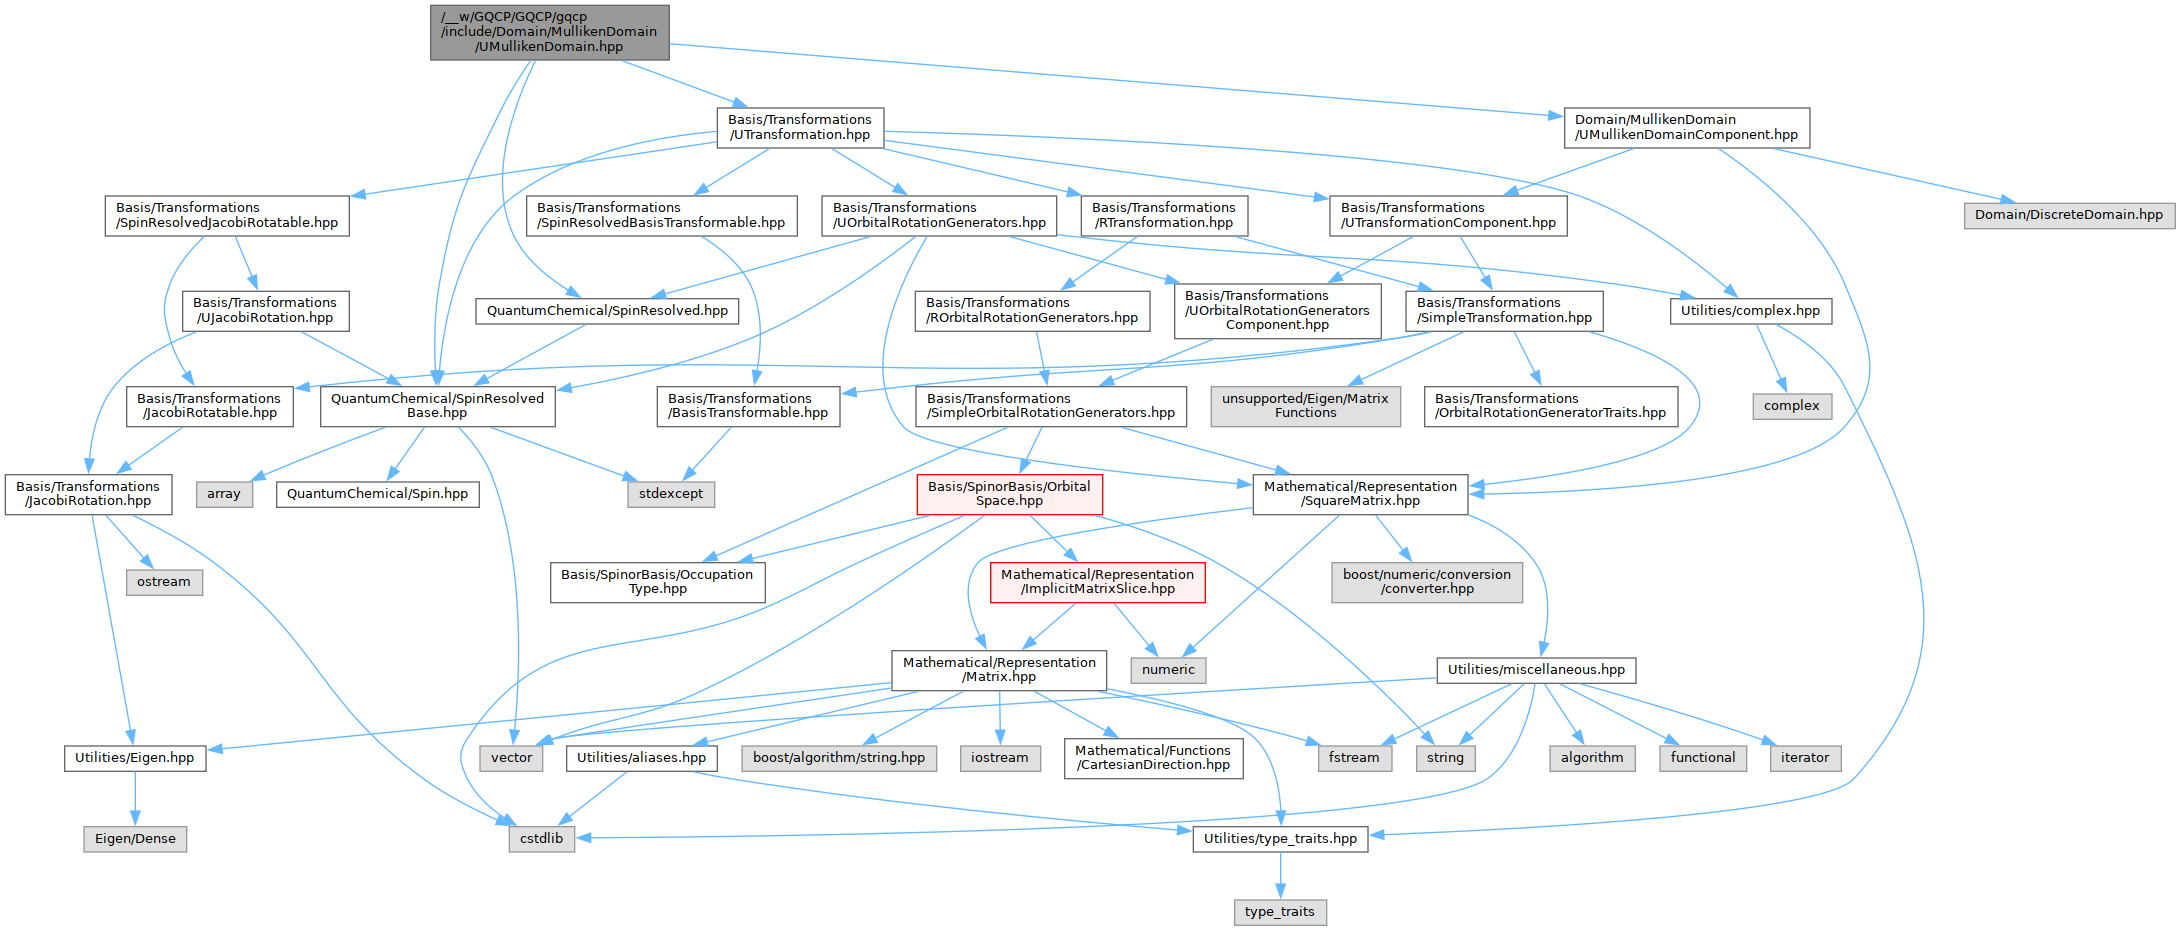 /__w/GQCP/GQCP/gqcp
/include/Domain/MullikenDomain
/UMullikenDomain.hpp
Basis/Transformations
/UTransformation.hpp
Domain/MullikenDomain
/UMullikenDomainComponent.hpp
Basis/Transformations
/SpinResolvedJacobiRotatable.hpp
Basis/Transformations
/SpinResolvedBasisTransformable.hpp
Basis/Transformations
/UOrbitalRotationGenerators.hpp
Basis/Transformations
/RTransformation.hpp
Basis/Transformations
/UTransformationComponent.hpp
Domain/DiscreteDomain.hpp
Basis/Transformations
/UJacobiRotation.hpp
QuantumChemical/SpinResolved.hpp
Basis/Transformations
/ROrbitalRotationGenerators.hpp
Basis/Transformations
/UOrbitalRotationGenerators
Component.hpp
Basis/Transformations
/SimpleTransformation.hpp
Utilities/complex.hpp
Basis/Transformations
/JacobiRotatable.hpp
QuantumChemical/SpinResolved
Base.hpp
Basis/Transformations
/BasisTransformable.hpp
Basis/Transformations
/SimpleOrbitalRotationGenerators.hpp
unsupported/Eigen/Matrix
Functions
Basis/Transformations
/OrbitalRotationGeneratorTraits.hpp
complex
Basis/Transformations
/JacobiRotation.hpp
array
QuantumChemical/Spin.hpp
stdexcept
Basis/SpinorBasis/Orbital
Space.hpp
Mathematical/Representation
/SquareMatrix.hpp
ostream
Basis/SpinorBasis/Occupation
Type.hpp
Mathematical/Representation
/ImplicitMatrixSlice.hpp
boost/numeric/conversion
/converter.hpp
Mathematical/Representation
/Matrix.hpp
numeric
Utilities/miscellaneous.hpp
Utilities/Eigen.hpp
vector
Utilities/aliases.hpp
boost/algorithm/string.hpp
iostream
Mathematical/Functions
/CartesianDirection.hpp
fstream
string
algorithm
functional
iterator
Eigen/Dense
cstdlib
Utilities/type_traits.hpp
type_traits